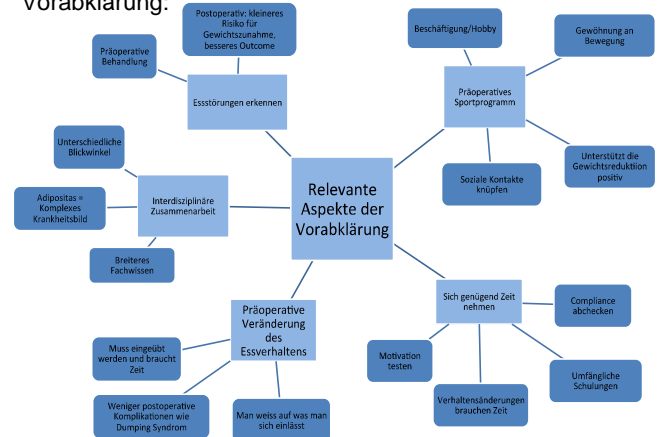 Vorabklärung:
Postoperativ: kleineres
Risiko für
Gewichtszunahme,
besseres Outcome
Präoperative
Behandlung
Essstörungen erkennen
Beschäftigung/Hobby
Gewöhnung an
Bewegung
Präoperatives
Sportprogramm
Soziale Kontakte
knüpfen
Unterstützt die
Gewichtsreduktiion
positiv
Unterschiedliche
Blickwinkel
Adipositas =
Komplexes
Krankheitsbild
Interdisziplinäre
Zusammenarbeit
Breiteres
Fachwissen
Relevante
Aspekte der
Vorabklärung
Präoperative
Veränderung
des
Essverhaltens
Muss eingeübt
werden und braucht
Zeit
Weniger postoperative
Komplikationen wie
Dumping Syndrom
Man weiss auf was man
sich einlässt
Sich genügend Zeit
nehmen
Compliance
abchecken
Motivation
testen
Verhaltensänderungen
brauchen Zeit
Umfängliche
Schulungen